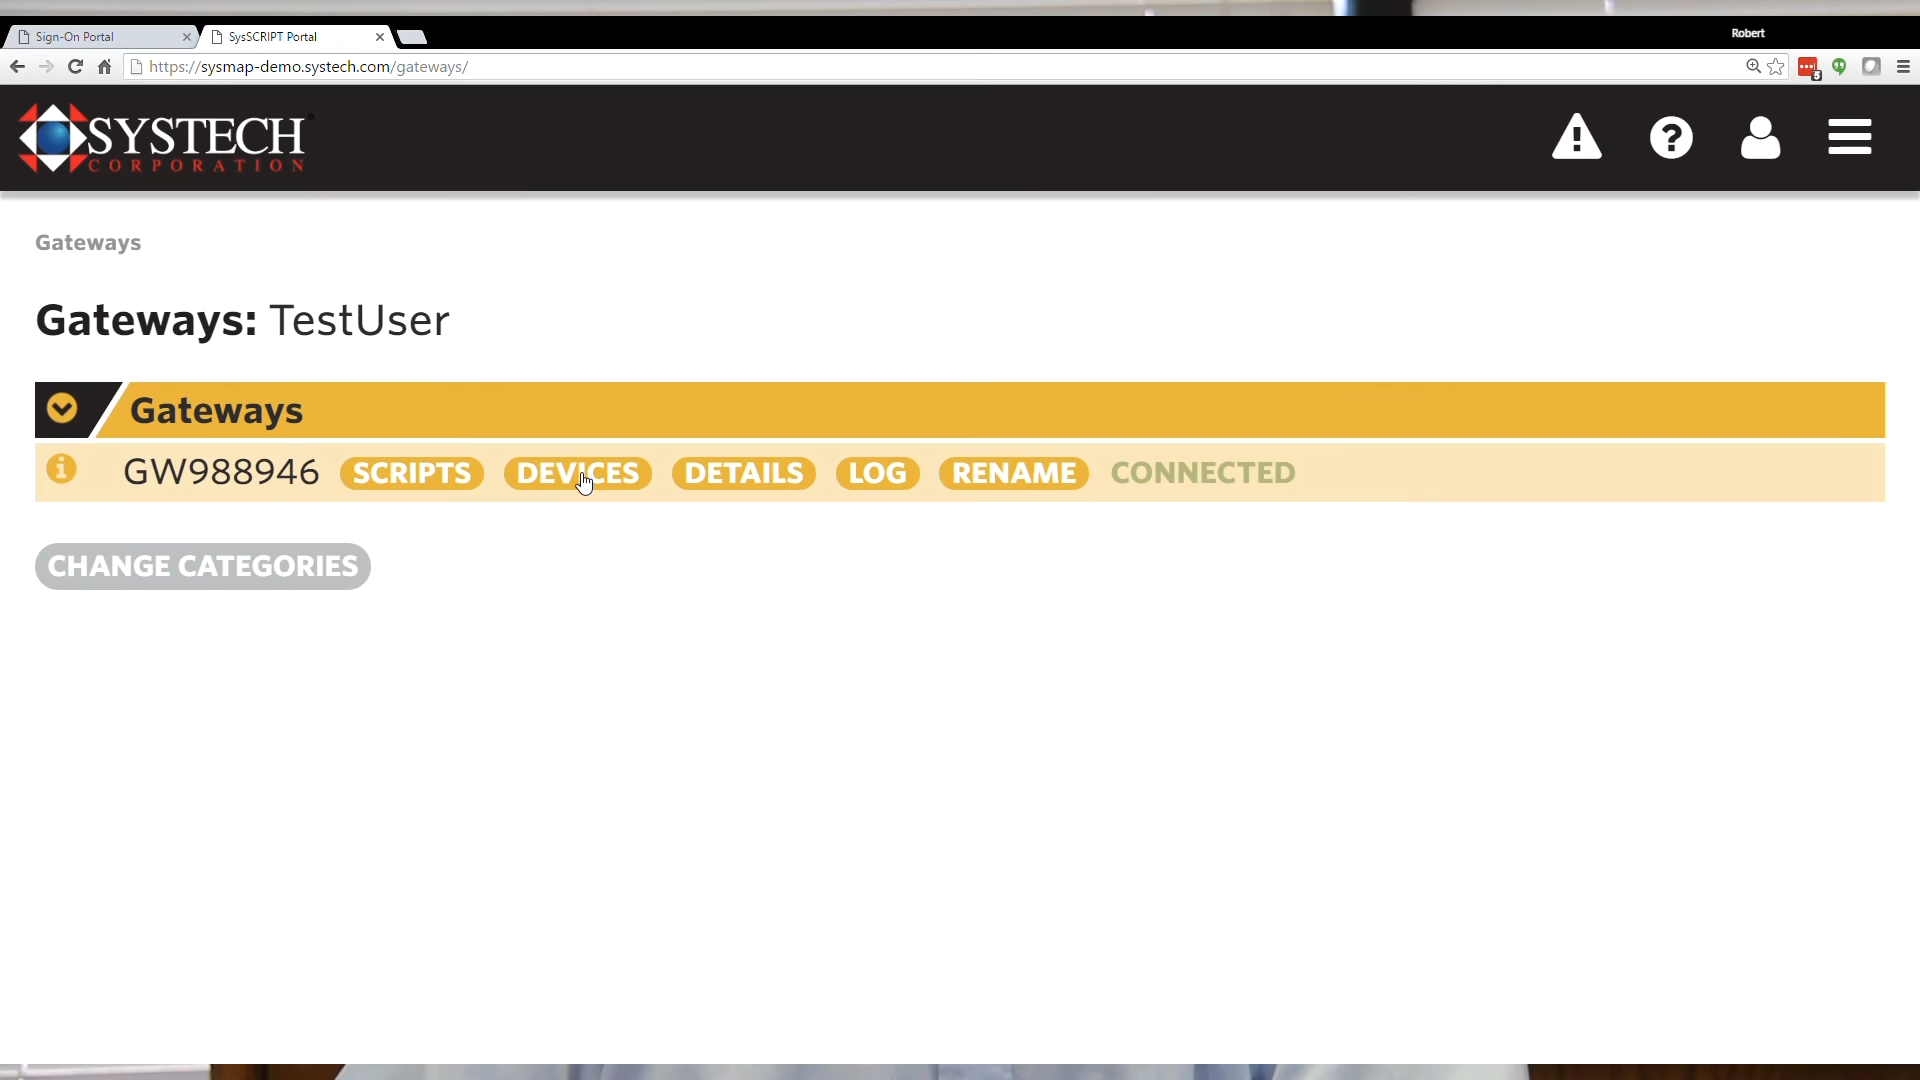 Sign-On Portal
SysSCRIPT Portal
Robert
https://sysmap-demo.systech.com/gateways/
5
SYSTECH
CORPORATION
Gateways
Gateways: TestUser
Gateways
GW988946 SCRIPTS DEVICES DETAILS LOG RENAME CONNECTED
CHANGE CATEGORIES